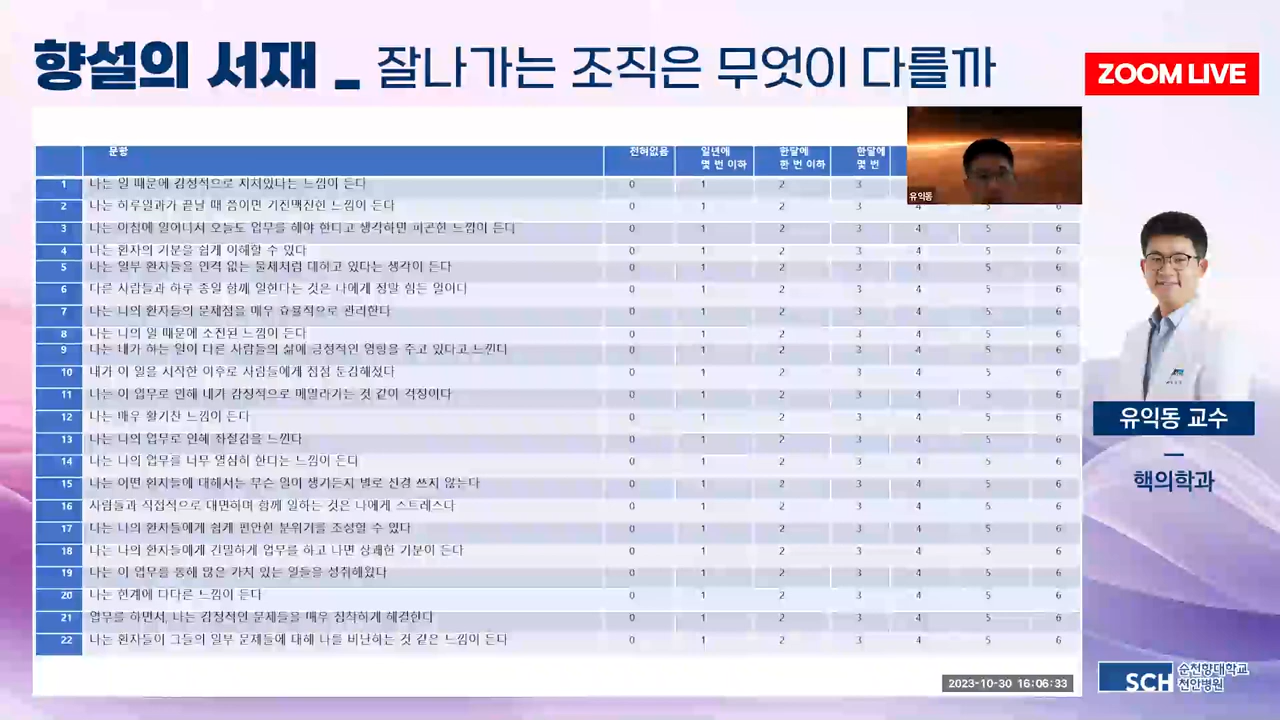 향설의 서재 _ 잘나가는 조직은 무엇이 다를까
ZOOM LIVE
문항 전혀없음 일년에 몇 번 이하 한달에 한 번 이하 한달에 몇 번
유익동
1 나는 일 때문에 감정적으로 지쳐있다는 느낌이 든다 0 1 2 3
2 나는 하루일과가 끝날 때 쯤이면 기진맥진한 느낌이 든다 0 1 2 3 4 5 6
3 나는 아침에 일어나서 오늘도 업무를 해야 한다고 생각하면 피곤한 느낌이 든다 0 1 2 3 4 5 6
4 나는 환자의 기분을 쉽게 이해할 수 있다 0 1 2 3 4 5 6
5 나는 일부 환자들을 인격 없는 물체처럼 대하고 있다는 생각이 든다 0 1 2 3 4 5 6
6 다른 사람들과 하루 종일 함께 일한다는 것은 나에게 정말 힘든 일이다 0 1 2 3 4 5 6
7 나는 나의 환자들의 문제점을 매우 효율적으로 관리한다 0 1 2 3 4 5 6
8 나는 나의 일 때문에 소진된 느낌이 든다 0 1 2 3 4 5 6
9 나는 내가 하는 일이 다른 사람들의 삶에 긍정적인 영향을 주고 있다고 느낀다 0 1 2 3 4 5 6
10 내가 이 일을 시작한 이후로 사람들에게 점점 둔감해졌다 0 1 2 3 4 5 6
11 나는 이 업무로 인해 내가 감정적으로 메말라가는 것 같아 걱정이다 0 1 2 3 4 5 6
12 나는 매우 활기찬 느낌이 든다 0 1 2 3 4 5 6
13 나는 나의 업무로 인해 좌절감을 느낀다 0 1 2 3 4 5 6
14 나는 나의 업무를 너무 열심히 한다는 느낌이 든다 0 1 2 3 4 5 6
15 나는 어떤 환자들에 대해서는 무슨 일이 생기든지 별로 신경 쓰지 않는다 0 1 2 3 4 5 6
16 사람들과 직접적으로 대면하며 함께 일하는 것은 나에게 스트레스다 0 1 2 3 4 5 6
17 나는 나의 환자들에게 쉽게 편안한 분위기를 조성할 수 있다 0 1 2 3 4 5 6
18 나는 나의 환자들에게 긴밀하게 업무를 하고 나면 상쾌한 기분이 든다 0 1 2 3 4 5 6
19 나는 이 업무를 통해 많은 가치 있는 일들을 성취해왔다 0 1 2 3 4 5 6
20 나는 한계에 다다른 느낌이 든다 0 1 2 3 4 5 6
21 업무를 하면서, 나는 감정적인 문제들을 매우 침착하게 해결한다 0 1 2 3 4 5 6
22 나는 환자들이 그들의 일부 문제들에 대해 나를 비난하는 것 같은 느낌이 든다 0 1 2 3 4 5 6
유익동 교수
핵의학과
2023-10-30 16:06:33
SCH 순천향대학교 천안병원